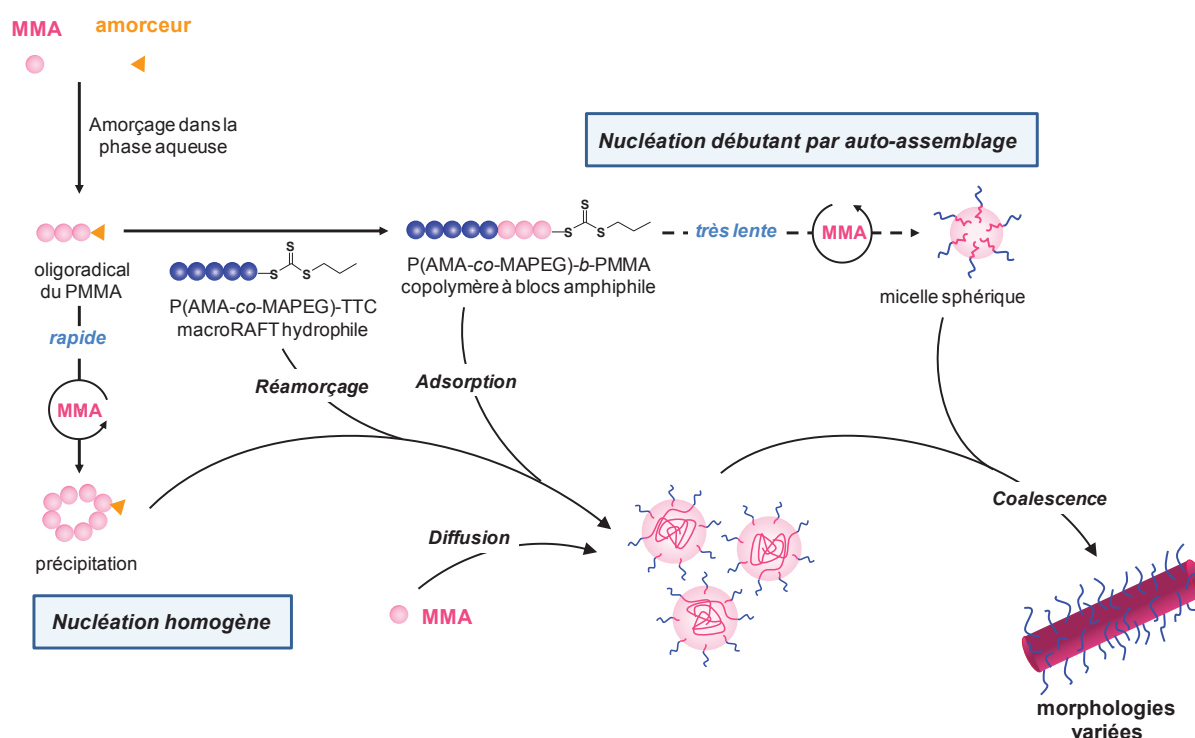 MMA
amorceur
Amorçage dans la
phase aqueuse
Nucléation débutant par auto-assemblage
oligoradical
du PMMA
S
S
S
P(AMA-co-MAPEG)-TTC
macroRAFT hydrophile
S
S
S
P(AMA-co-MAPEG)-b-PMMA
copolymère à blocs amphiphile
très lente
MMA
micelle sphérique
rapide
MMA
Réamorçage
Adsorption
précipitation
Nucléation homogène
Diffusion
MMA
Coalescence
morphologies
variées